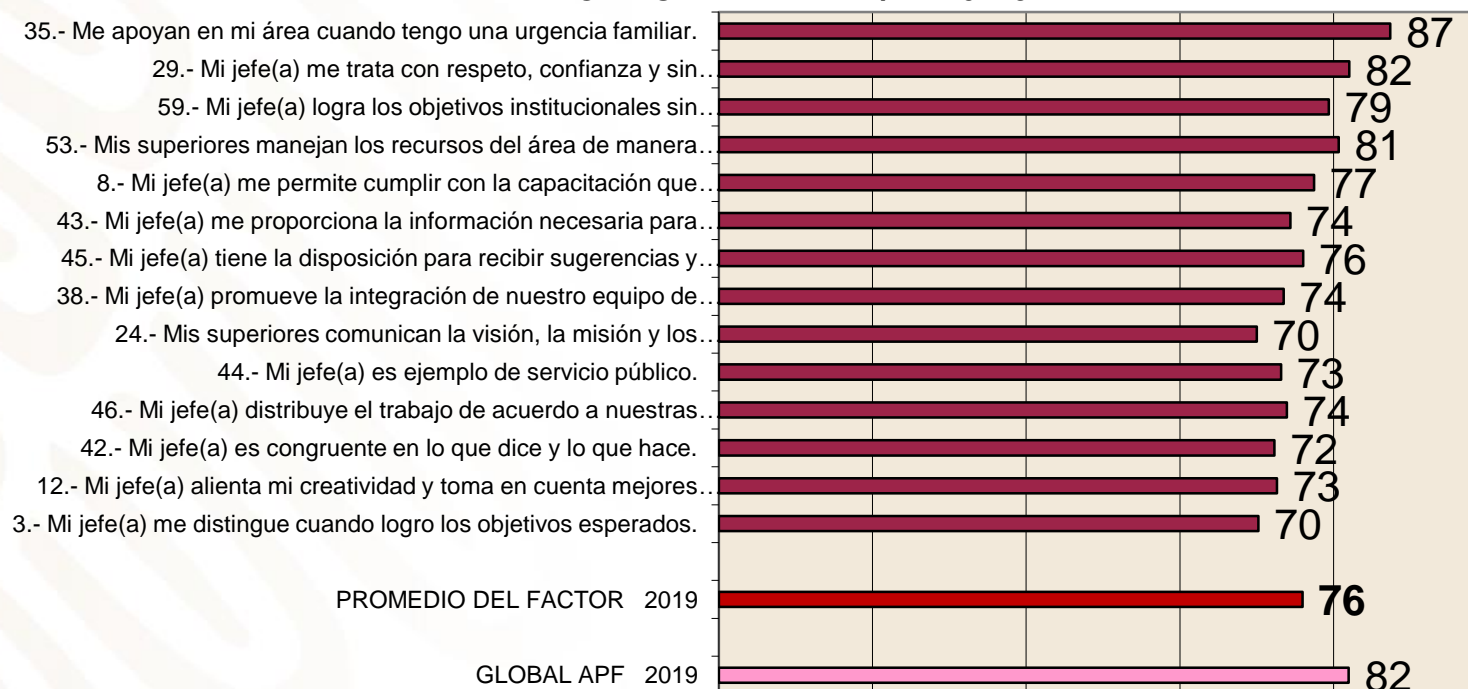 35.- Me apoyan en mi área cuando tengo una urgencia familiar. 87
29.- Mi jefe(a) me trata con respeto, confianza y sin… 82
59.- Mi jefe(a) logra los objetivos institucionales sin… 79
53.- Mis superiores manejan los recursos del área de manera… 81
8.- Mi jefe(a) me permite cumplir con la capacitación que… 77
43.- Mi jefe(a) me proporciona la información necesaria para… 74
45.- Mi jefe(a) tiene la disposición para recibir sugerencias y… 76
38.- Mi jefe(a) promueve la integración de nuestro equipo de… 74
24.- Mis superiores comunican la visión, la misión y los… 70
44.- Mi jefe(a) es ejemplo de servicio público. 73
46.- Mi jefe(a) distribuye el trabajo de acuerdo a nuestras… 74
42.- Mi jefe(a) es congruente en lo que dice y lo que hace. 72
12.- Mi jefe(a) alienta mi creatividad y toma en cuenta mejores… 73
3.- Mi jefe(a) me distingue cuando logro los objetivos esperados. 70
PROMEDIO DEL FACTOR 2019 76
GLOBAL APF 2019 82